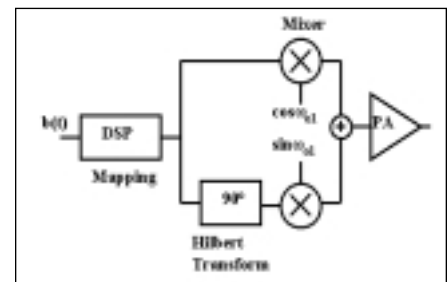 Mixer
b(t)
DSP
Mapping
PA
90°
Hilbert
Transform